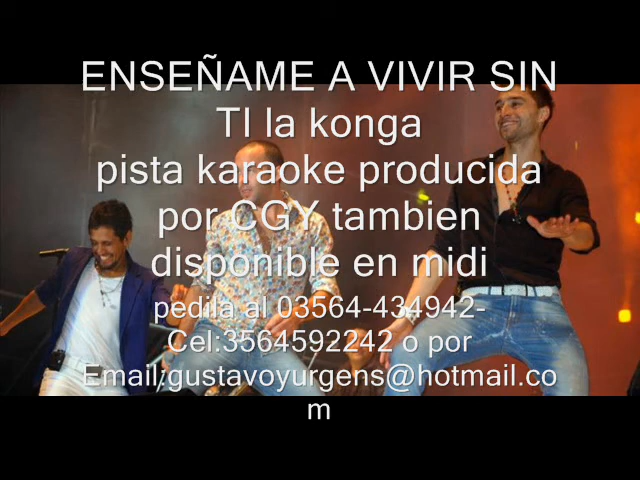 ENSEÑAME A VIVIR SIN
TI la konga
pista karaoke producida
por CGY tambien
disponible en midi
pedila al 03564-434942-
Cel:3564592242 o por
Email;gustavoyurgens@hotmail.co
m